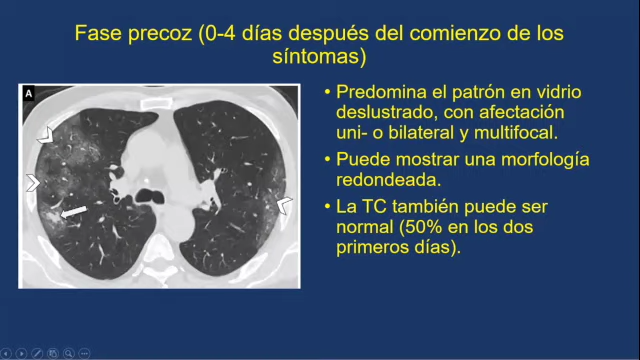 Fase precoz (0-4 días después del comienzo de los
síntomas)
A
• Predomina el patrón en vidrio
deslustrado, con afectación
uni- o bilateral y multifocal.
• Puede mostrar una morfología
redondeada.
• La TC también puede ser
normal (50% en los dos
primeros días).